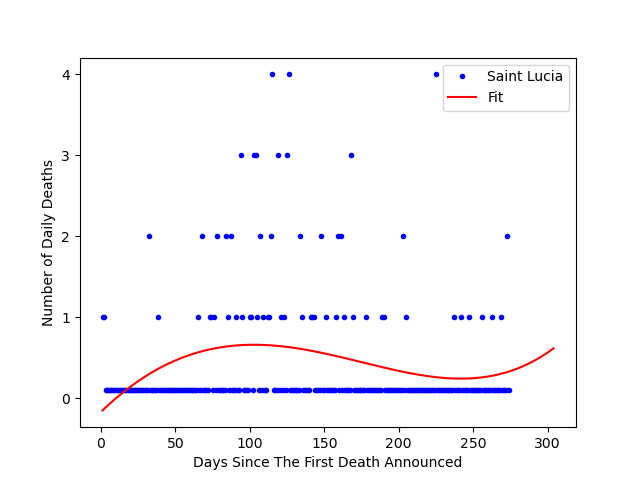 Saint Lucia
Fit
4
3
2
1
0
Number of Daily Deaths
0 50 100 150 200 250 300
Days Since The First Death Announced